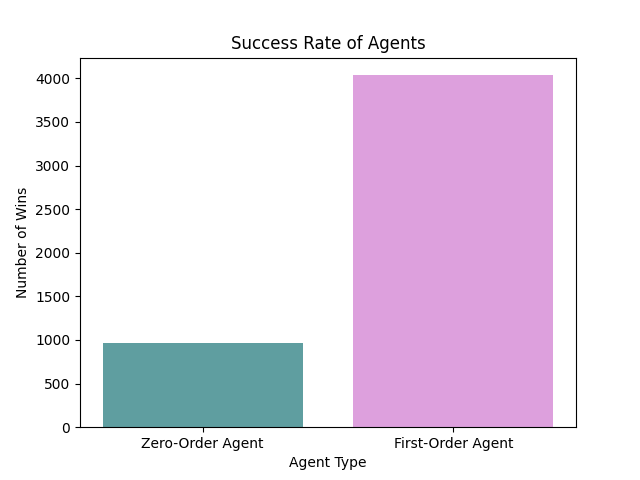 Success Rate of Agents
Number of Wins
4000
3500
3000
2500
2000
1500
1000
500
0
Zero-Order Agent
First-Order Agent
Agent Type